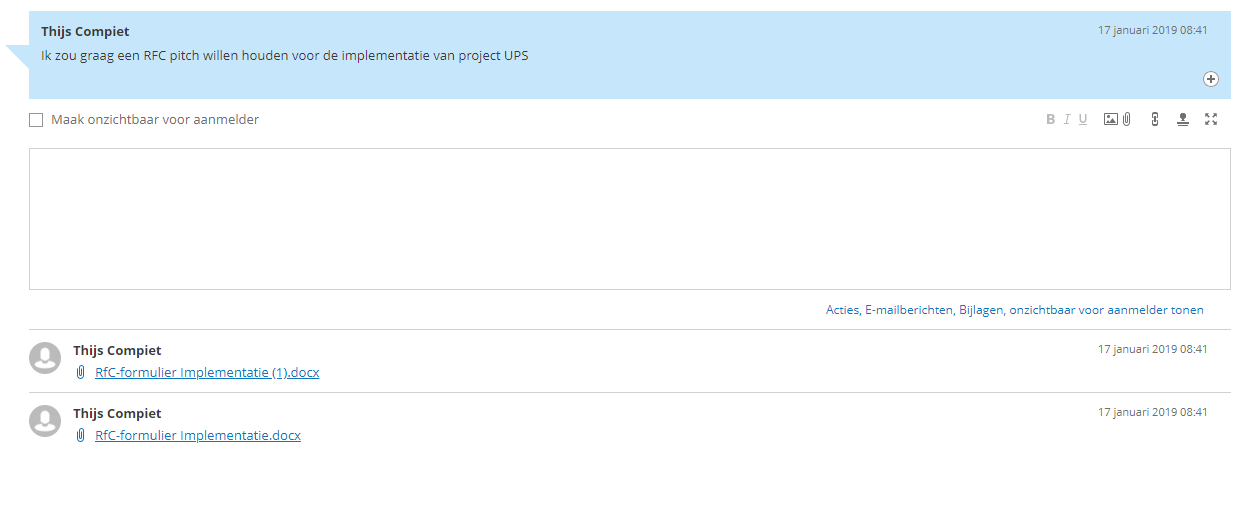 Thijs Compiet
17 januari 2019 08:41
Ik zou graag een RFC pitch willen houden voor de implementatie van project UPS
Maak onzichtbaar voor aanmelder
B I U
Acties, E-mailberichten, Bijlagen, onzichtbaar voor aanmelder tonen
Thijs Compiet
17 januari 2019 08:41
RfC-formulier Implementatie (1).docx
Thijs Compiet
17 januari 2019 08:41
RfC-formulier Implementatie.docx